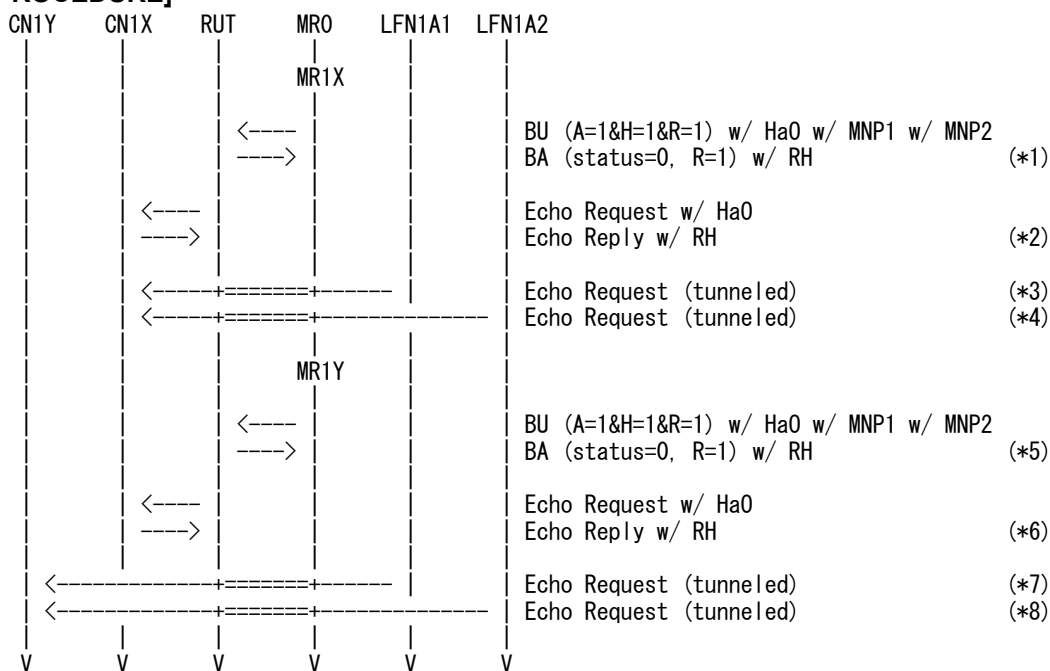 ROCEDURE]
CN1Y CN1X RUT MR0 LFN1A1 LFN1A2
MR1X
BU (A=1&H=1&R=1) w/ HaO w/ MNP1 w/ MNP2
BA (status=0, R=1) w/ RH (*1)
Echo Request w/ HaO
Echo Reply w/ RH (*2)
Echo Request (tunneled) (*3)
Echo Request (tunneled) (*4)
MR1Y
BU (A=1&H=1&R=1) w/ HaO w/ MNP1 w/ MNP2
BA (status=0, R=1) w/ RH (*5)
Echo Request w/ HaO
Echo Reply w/ RH (*6)
Echo Request (tunneled) (*7)
Echo Request (tunneled) (*8)
V V V V V V